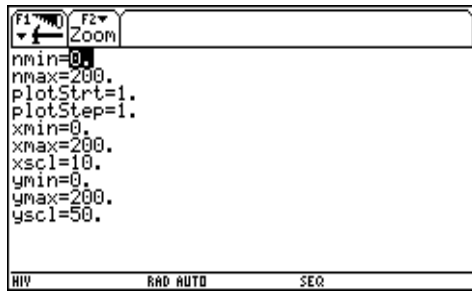 F1 F2
Zoom
nmin=0.
nmax=200.
plotStrt=1.
plotStep=1.
xmin=0.
xmax=200.
xscl=10.
ymin=0.
ymax=200.
yscl=50.
HIV RAD AUTO SEQ